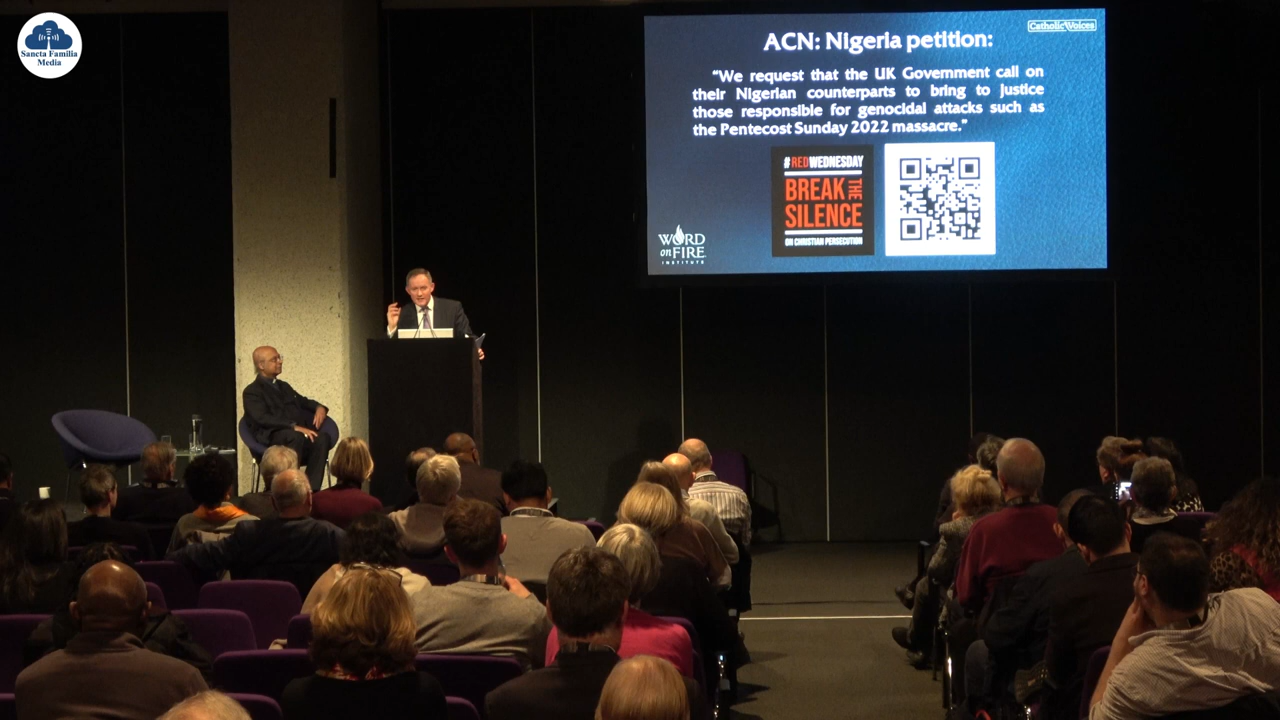 Sancta Familia
Media
CatholicVoices
ACN: Nigeria petition:
“We request that the UK Government call on
their Nigerian counterparts to bring to justice
those responsible for genocidal attacks such as
the Pentecost Sunday 2022 massacre.”
#REDWEDNESDAY
BREAK THE
SILENCE
ON CHRISTIAN PERSECUTION
WORD
on FIRE
INSTITUTE